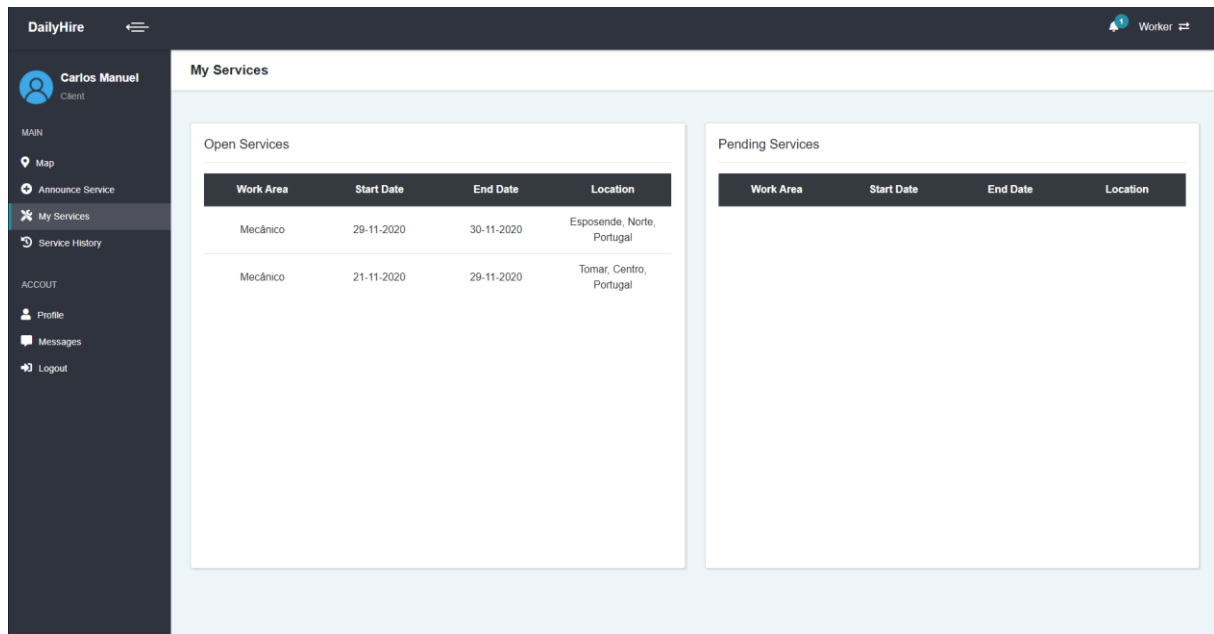 DailyHire
1
Worker
Carlos Manuel
Client
MAIN
Map
Announce Service
My Services
Service History
ACCOUT
Profile
Messages
Logout
My Services
Open Services
Work Area Start Date End Date Location
Mecânico 29-11-2020 30-11-2020 Esposende, Norte,
Portugal
Mecânico 21-11-2020 29-11-2020 Tomar, Centro,
Portugal
Pending Services
Work Area Start Date End Date Location